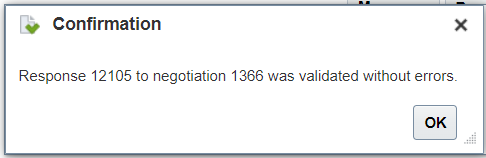 Confirmation
Response 12105 to negotiation 1366 was validated without errors.
OK